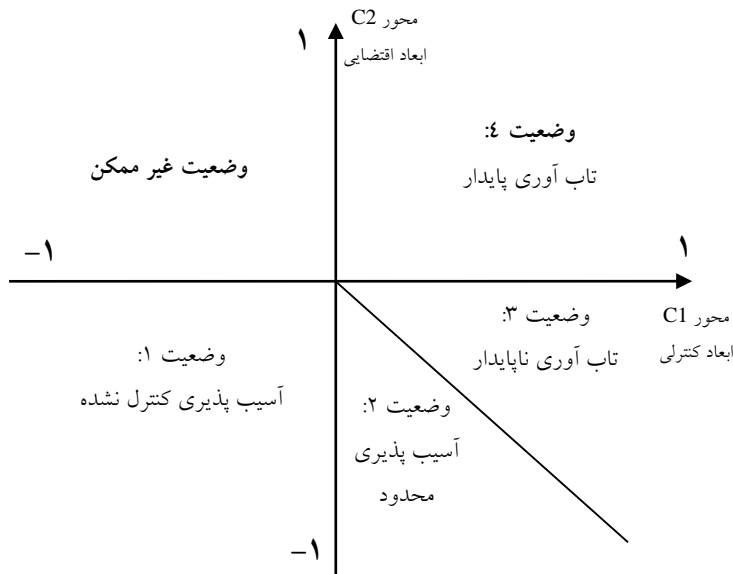 محور C2
ابعاد اقتضایی
۱
وضعیت ٤:
تاب آوری پایدار
وضعیت غیر ممکن
−۱
۱
محور C1
ابعاد کنترلی
وضعیت ۳:
تاب آوری ناپایدار
وضعیت ۱:
آسیب پذیری کنترل نشده
وضعیت ۲:
آسیب پذیری
محدود
−۱